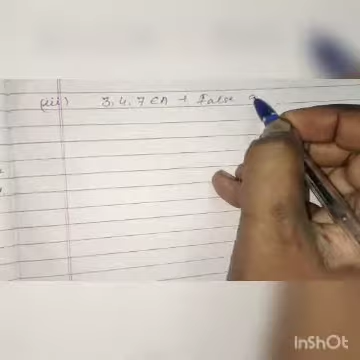 (iii) 3, 4, 7 ∈ A → False
InShOt